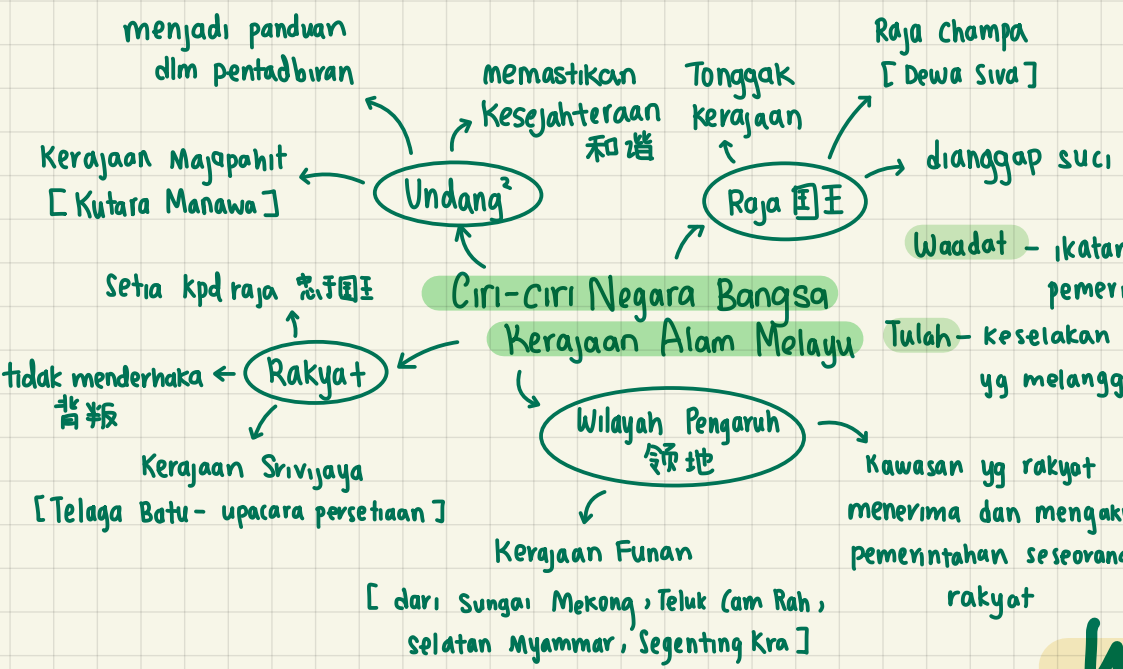 menjadi panduan
dlm pentadbiran
memastikan
Kesejahteraan
和谐
Tonggak
kerajaan
Raja Champa
[Dewa Siva]
Kerajaan Majapahit
[Kutara Manawa]
Undang²
Raja 国王
dianggap suci
Waadat - ikatan
pemeri
Setia kpd raja 忠于国王
Ciri-ciri Negara Bangsa
Kerajaan Alam Melayu
Tulah - Keselakan
yg melangg
tidak menderhaka
背叛
Rakyat
Wilayah Pengaruh
领地
Kerajaan Srivijaya
[Telaga Batu - upacara persetiaan]
Kawasan yg rakyat
menerima dan mengaku
pemerintahan seseorang
rakyat
Kerajaan Funan
[dari Sungai Mekong, Teluk Cam Rah,
selatan Myammar, Segenting Kra]